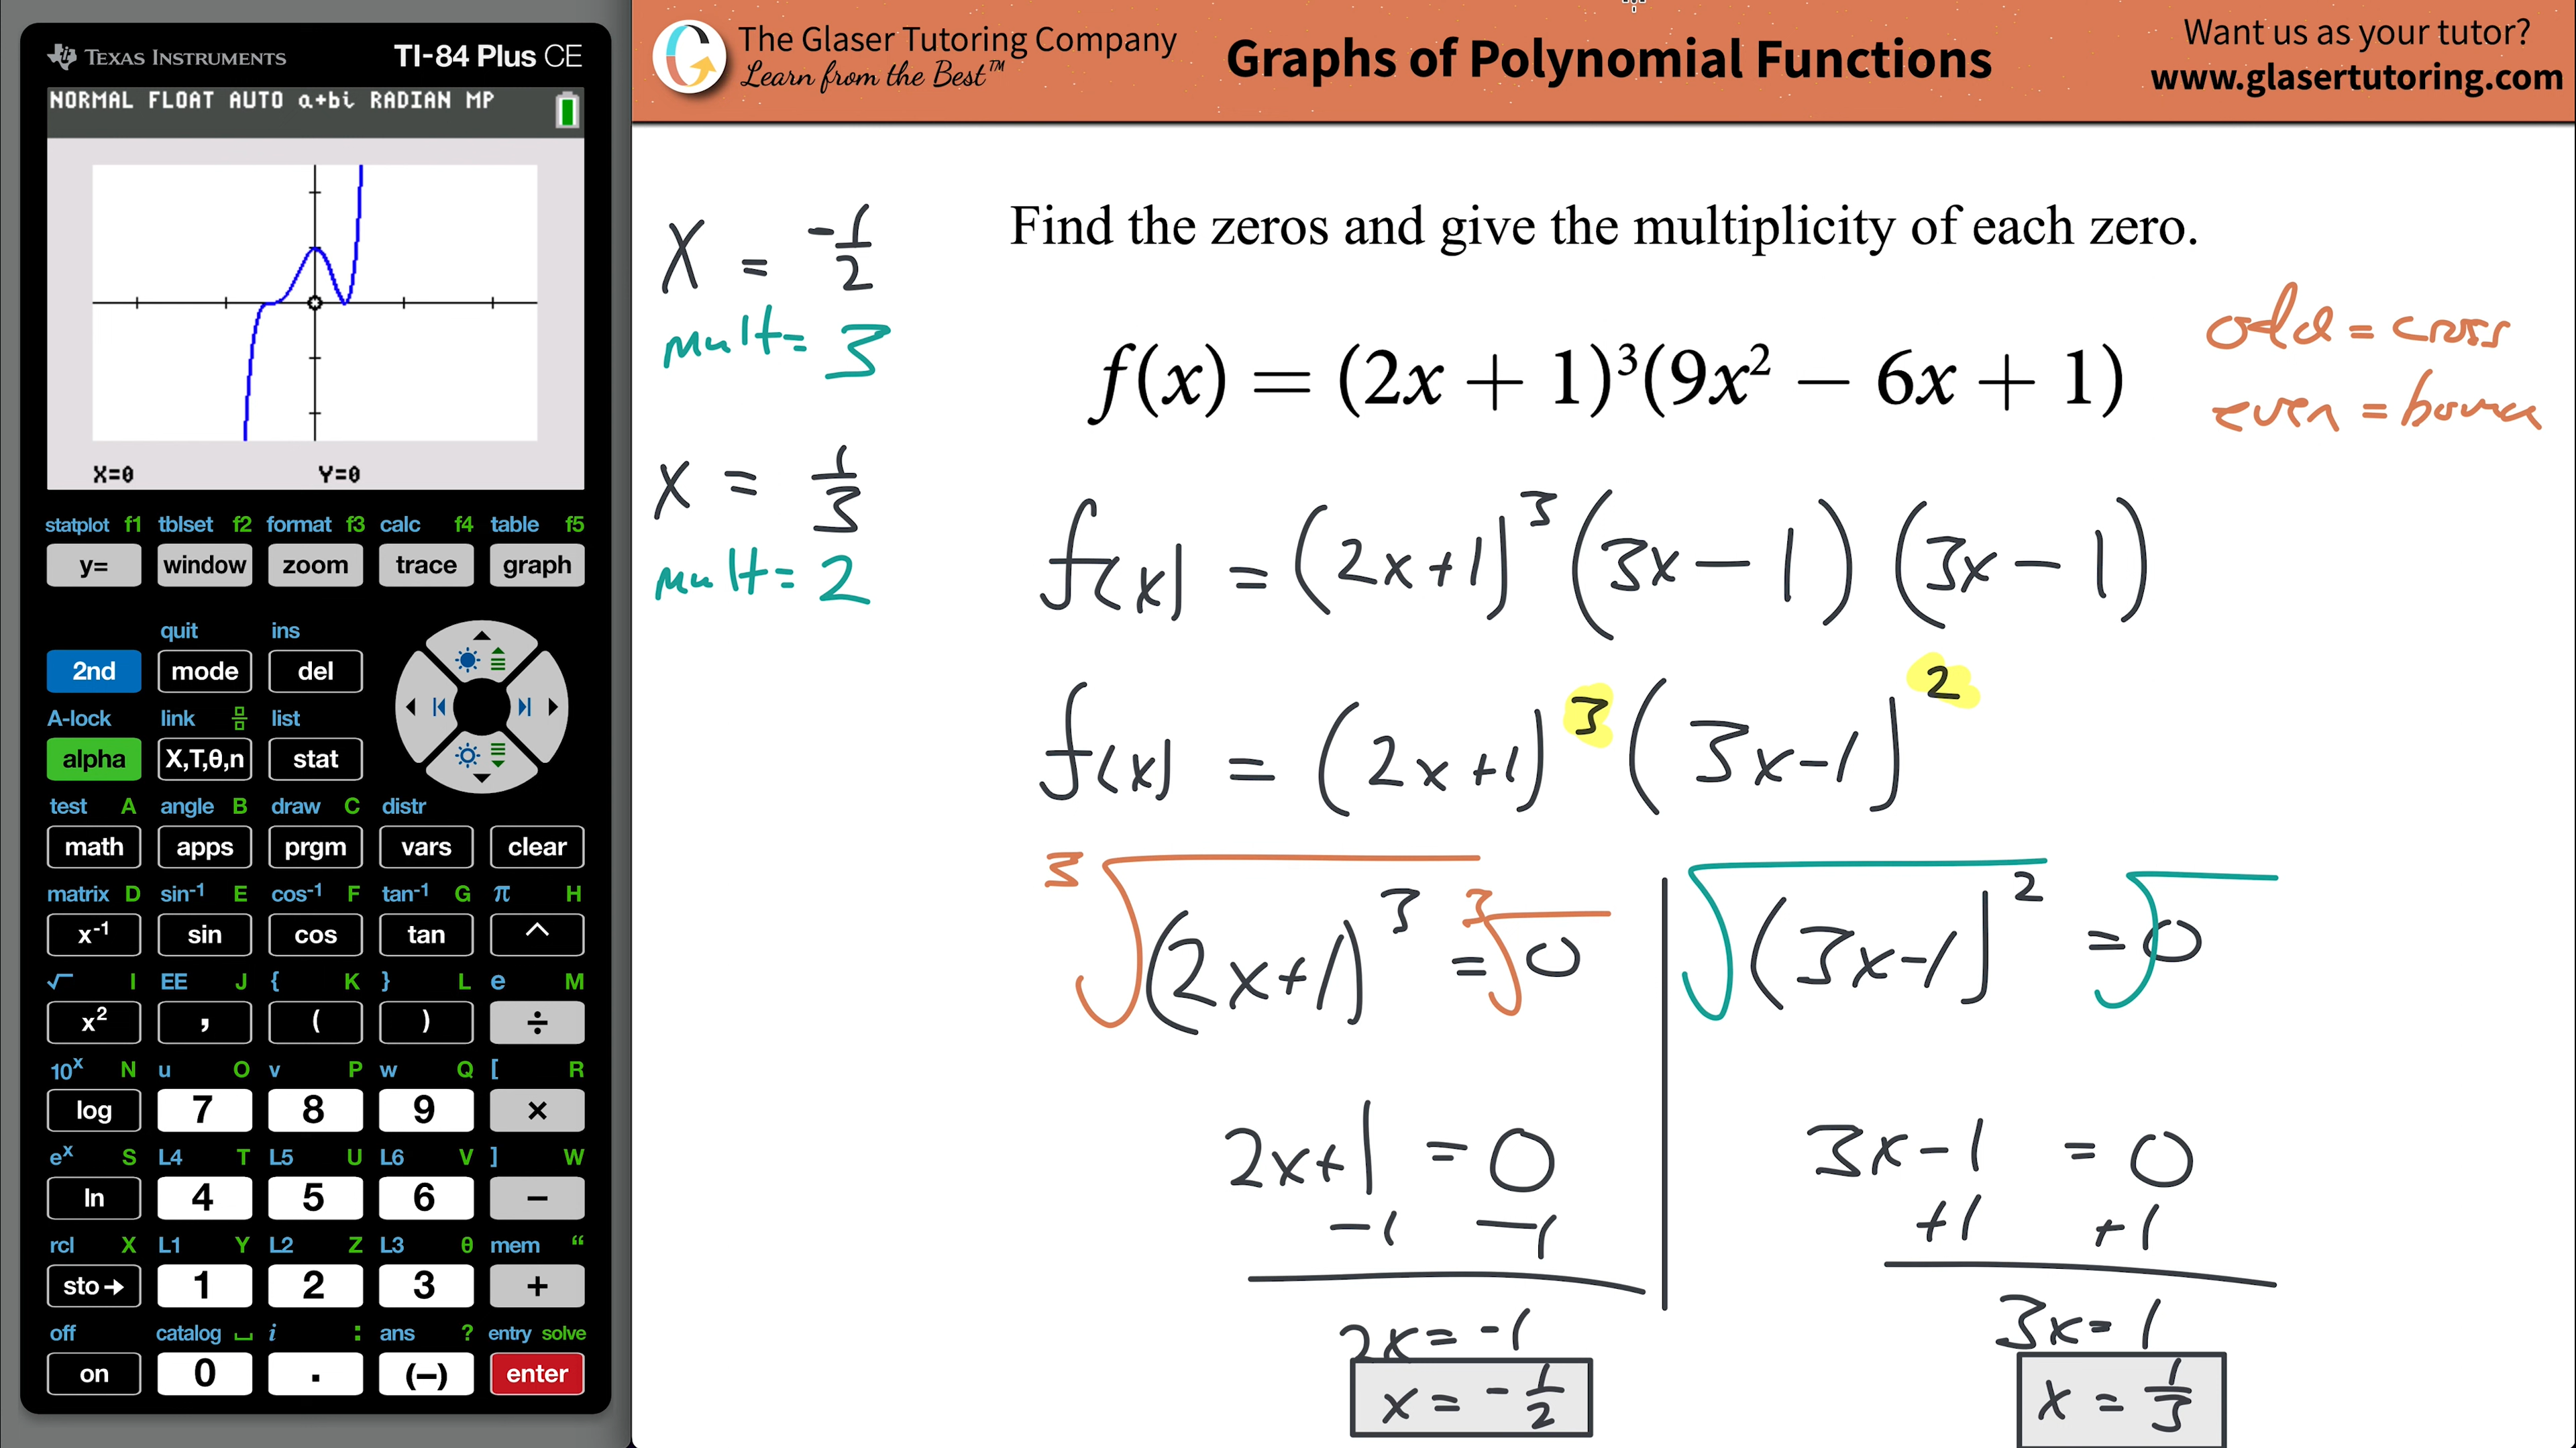 TEXAS INSTRUMENTS TI-84 Plus CE
NORMAL FLOAT AUTO a+bi RADIAN MP
X=0 Y=0
statplot f1 tblset f2 format f3 calc f4 table f5
y= window zoom trace graph
quit ins
2nd mode del
A-lock link list
alpha X,T,θ,n stat
test A angle B draw C distr
math apps prgm vars clear
matrix D sin⁻¹ E cos⁻¹ F tan⁻¹ G π H
x⁻¹ sin cos tan ^
√ I EE J { K } L e M
x² , ( ) ÷
10ˣ N u O v P w Q [ R
log 7 8 9 ×
eˣ S L4 T L5 U L6 V ] W
ln 4 5 6 −
rcl X L1 Y L2 Z L3 θ mem "
sto→ 1 2 3 +
off catalog ⎵ i : ans ? entry solve
on 0 . (−) enter
The Glaser Tutoring Company
Learn from the Best™
Graphs of Polynomial Functions
Want us as your tutor?
www.glasertutoring.com
x = -1/2
mult = 3
x = 1/3
mult = 2
Find the zeros and give the multiplicity of each zero.
f(x) = (2x + 1)³(9x² − 6x + 1)
odd = cross
even = bounce
f(x) = (2x+1)³(3x−1)(3x−1)
f(x) = (2x+1)³(3x−1)²
∛(2x+1)³ = ∛0
2x+1 = 0
−1 −1
2x = −1
x = −1/2
√(3x−1)² = √0
3x−1 = 0
+1 +1
3x = 1
x = 1/3